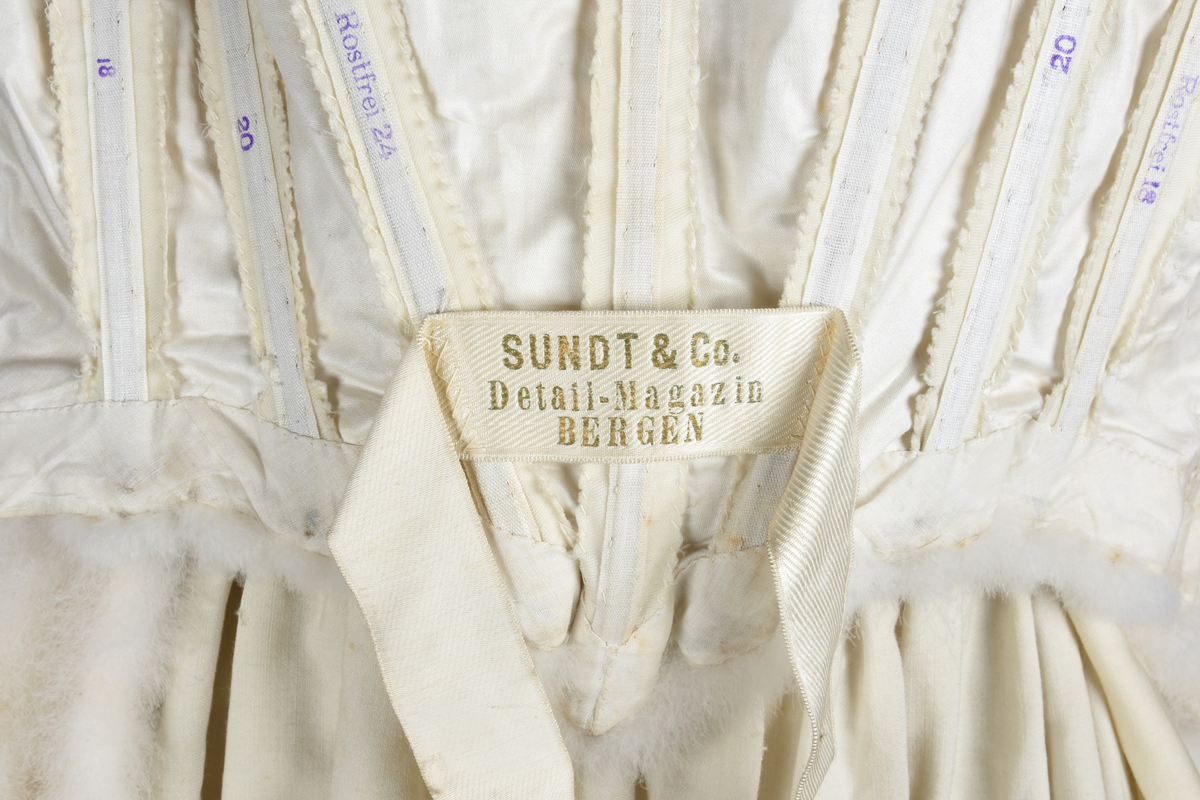 18
20
Rostfrei 24
20
Rostfrei 18
SUNDT & Co.
Detail-Magazin
BERGEN